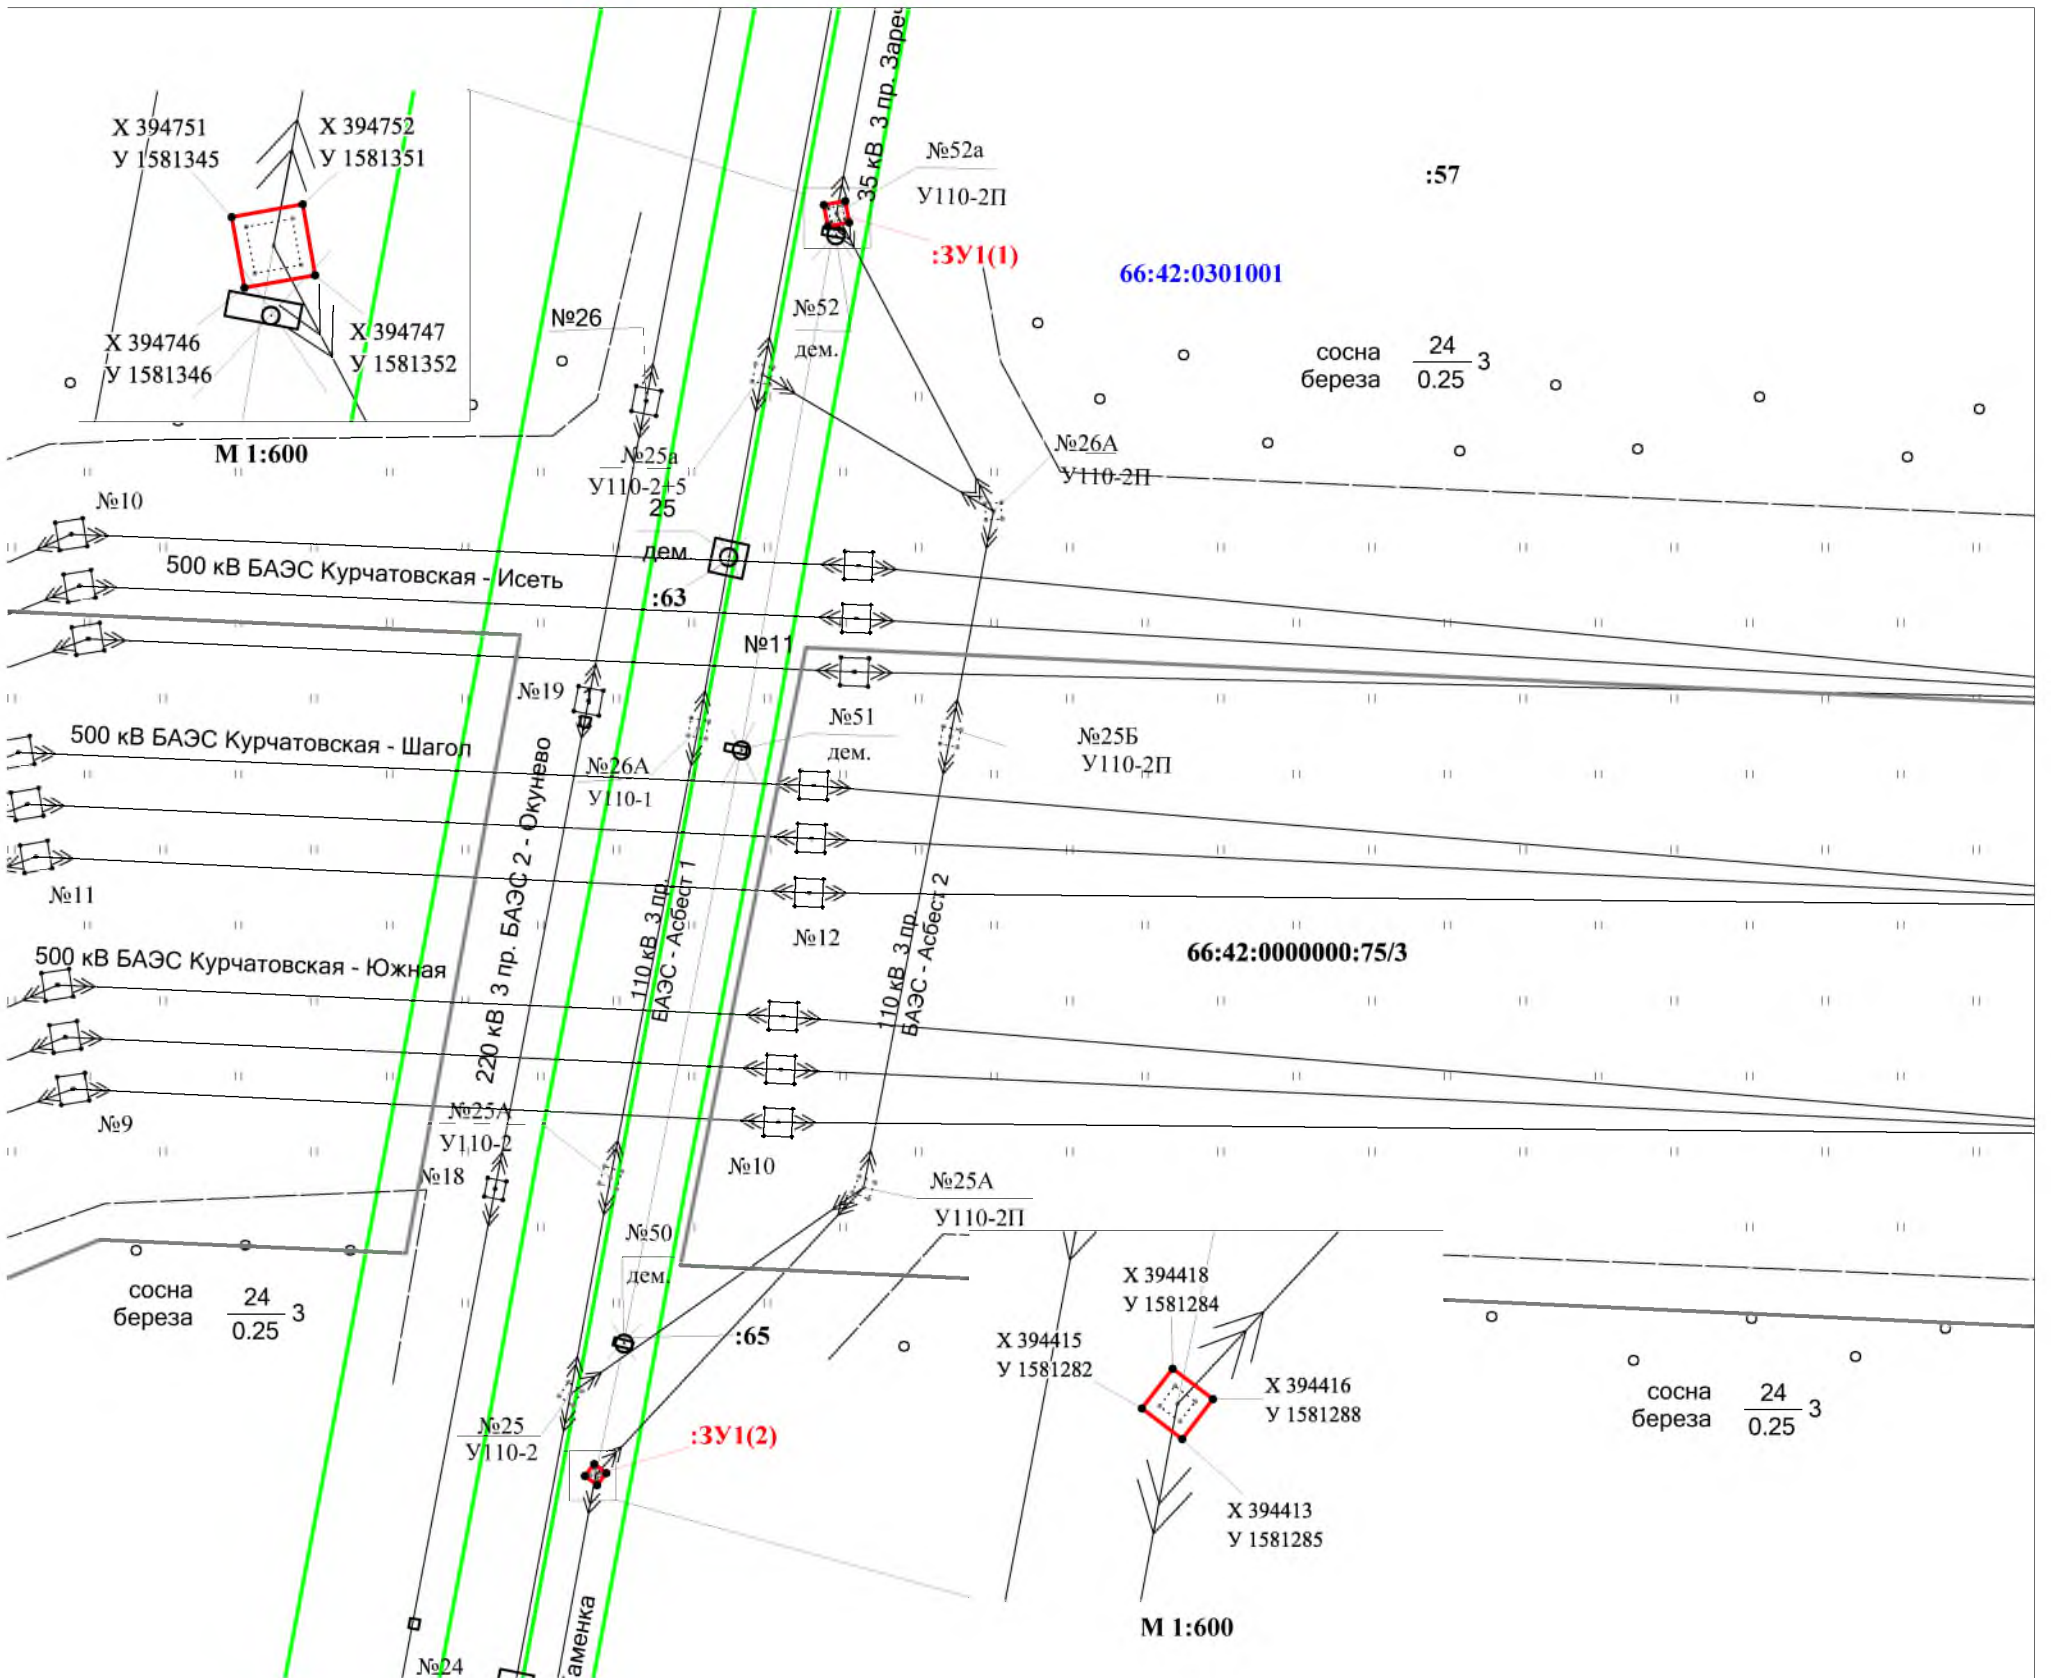 35 кВ 3 пр. Зареч
Х 394751
У 1581345
Х 394752
У 1581351
№52а
У110-2П
:57
:ЗУ1(1)
66:42:0301001
Х 394746
У 1581346
Х 394747
У 1581352
№52
дем.
№26
сосна
береза
24
0.25
3
М 1:600
№25а
У110-2+5
25
дем.
№26А
У110-2П
№10
500 кВ БАЭС Курчатовская - Исеть
:63
№11
№19
№51
дем.
№25Б
У110-2П
500 кВ БАЭС Курчатовская - Шагол
№26А
У110-1
№11
220 кВ 3 пр. БАЭС 2 - Окунево
110 кВ 3 пр.
БАЭС - Асбест 1
№12
110 кВ 3 пр.
БАЭС - Асбест 2
66:42:0000000:75/3
500 кВ БАЭС Курчатовская - Южная
№9
№25А
У110-2
№18
№10
№25А
У110-2П
№50
дем.
сосна
береза
24
0.25
3
:65
Х 394418
У 1581284
Х 394415
У 1581282
Х 394416
У 1581288
Х 394413
У 1581285
сосна
береза
24
0.25
3
№25
У110-2
:ЗУ1(2)
М 1:600
аменка
№24